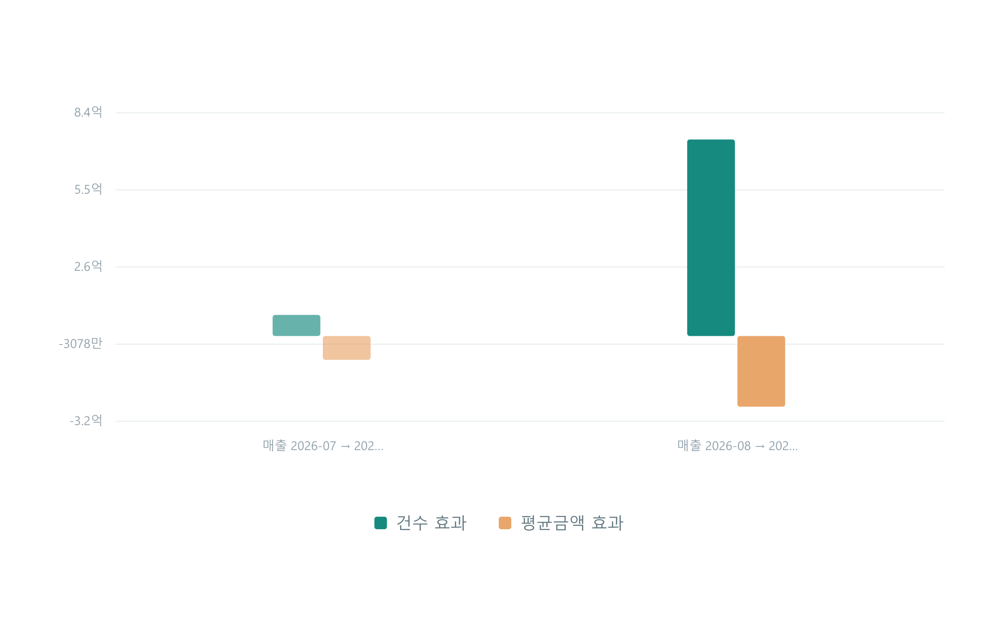 8.4억
5.5억
2.6억
-3078만
-3.2억
매출 2026-07 → 202...
매출 2026-08 → 202...
건수 효과
평균금액 효과